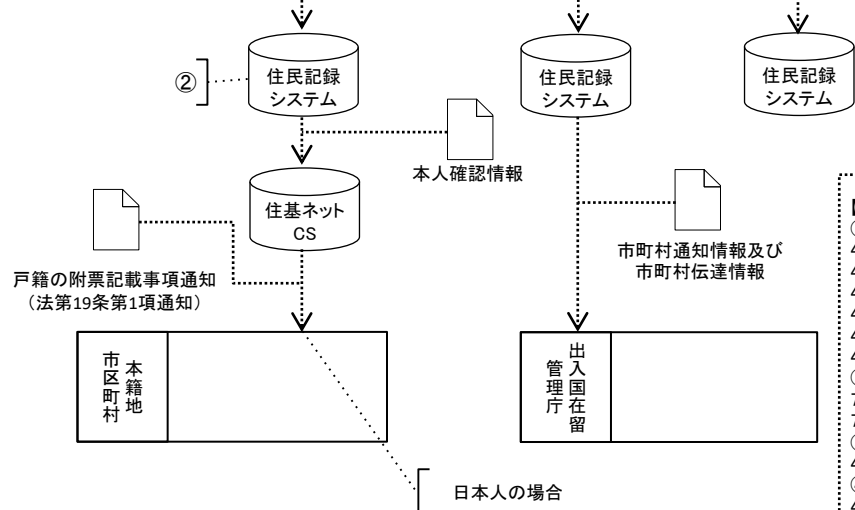 ②
住民記録
システム
住民記録
システム
住民記録
システム
本人確認情報
住基ネット
CS
戸籍の附票記載事項通知
（法第19条第1項通知）
市町村通知情報及び
市町村伝達情報
本籍地
市区町村
出入国在留
管理庁
日本人の場合